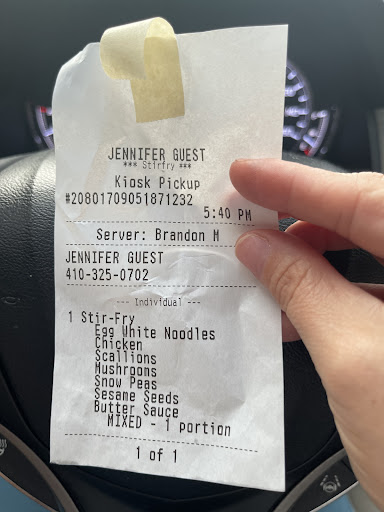 JENNIFER GUEST
*** Stirfry ***
Kiosk Pickup
#20801709051871232
5:40 PM
Server: Brandon M
JENNIFER GUEST
410-325-0702
--- Individual ---
1 Stir-Fry
Egg White Noodles
Chicken
Scallions
Mushrooms
Snow Peas
Sesame Seeds
Butter Sauce
MIXED - 1 portion
1 of 1